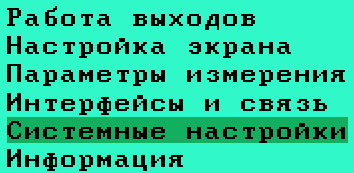 Работа выходов
Настройка экрана
Параметры измерения
Интерфейсы и связь
Системные настройки
Информация